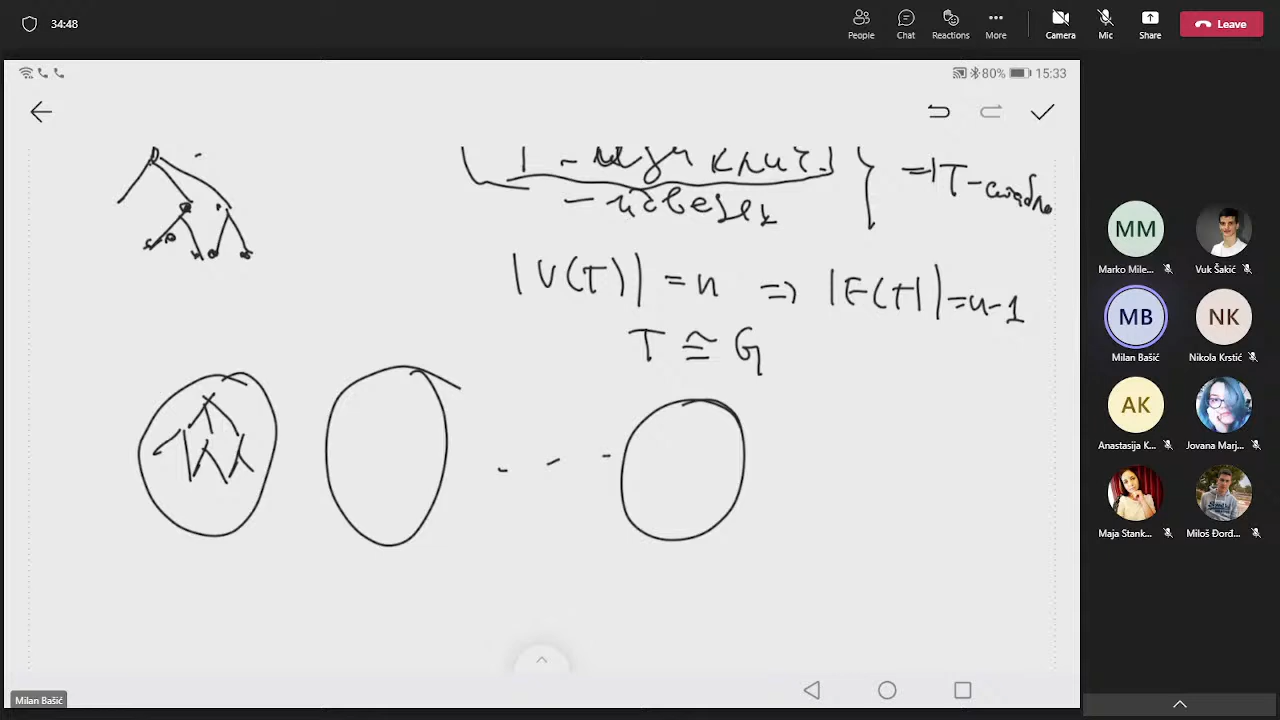 34:48
People
Chat
Reactions
More
Camera
Mic
Share
Leave
80% 15:33
|V(T)| = n => |E(T)| = n-1
T ≅ G
MM
Marko Mile...
Vuk Šakić
MB
Milan Bašić
NK
Nikola Krstić
AK
Anastasija K...
Jovana Marj...
Maja Stank...
Miloš Đorđ...
Milan Bašić